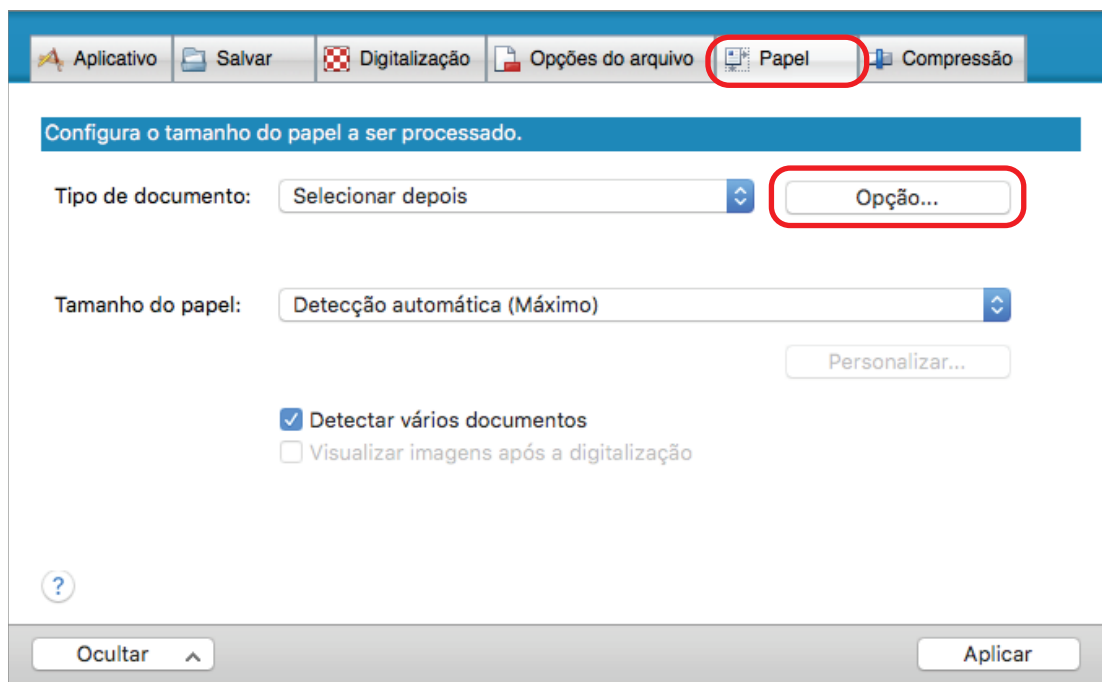 Aplicativo Salvar Digitalização Opções do arquivo Papel Compressão
Configura o tamanho do papel a ser processado.
Tipo de documento: Selecionar depois Opção...
Tamanho do papel: Detecção automática (Máximo)
Personalizar...
Detectar vários documentos
Visualizar imagens após a digitalização
?
Ocultar Aplicar